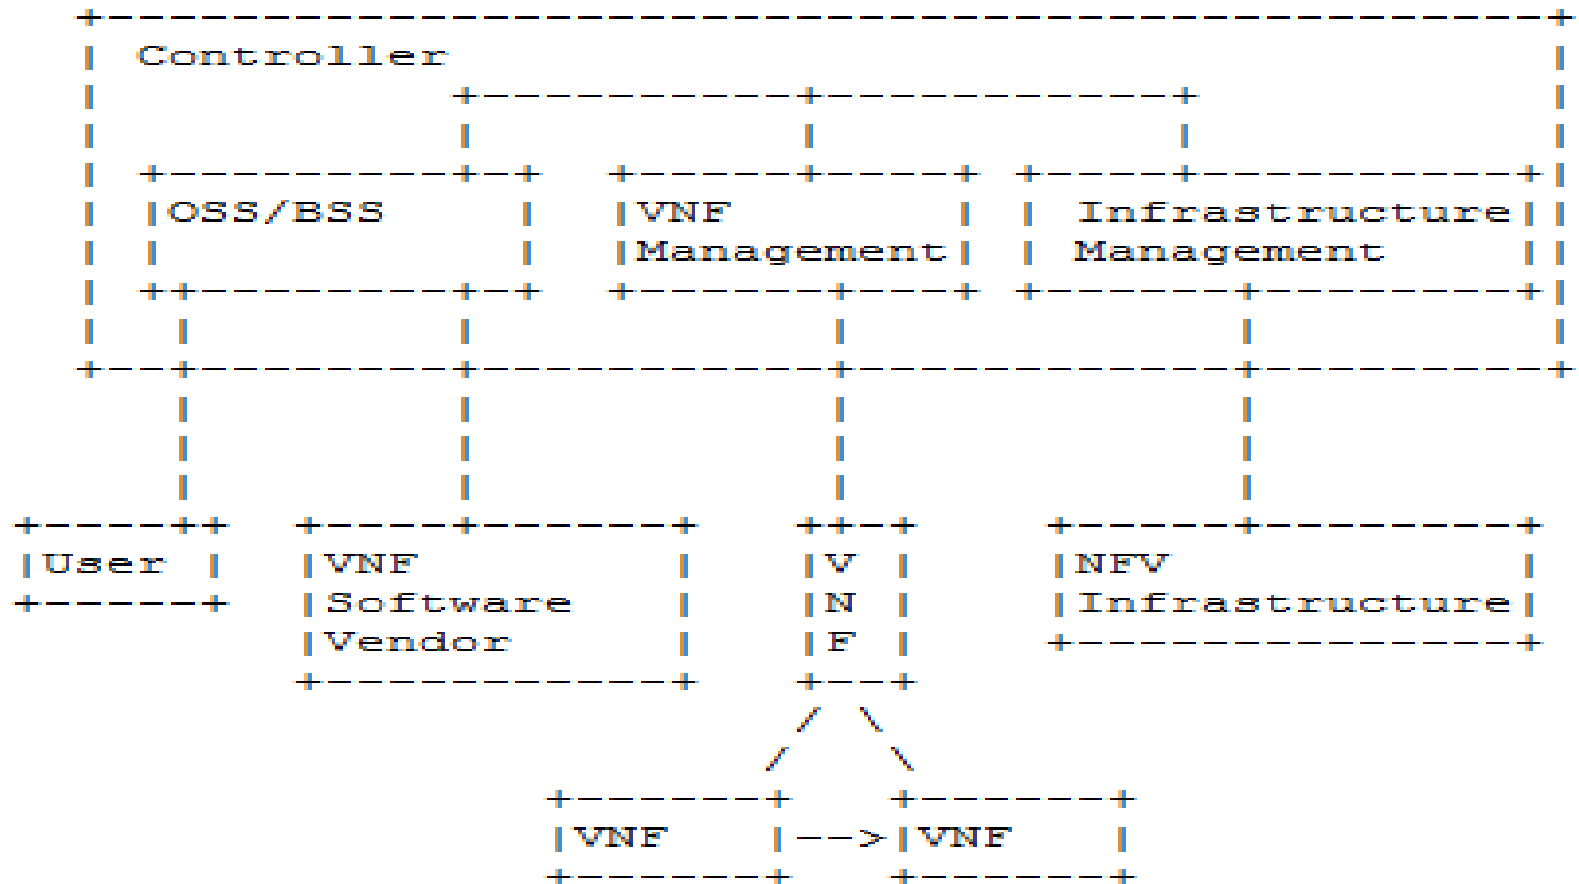 Controller
OSS/BSS VNF Infrastructure
Management Management
User VNF V NFV
Software N Infrastructure
Vendor F
VNF --> VNF